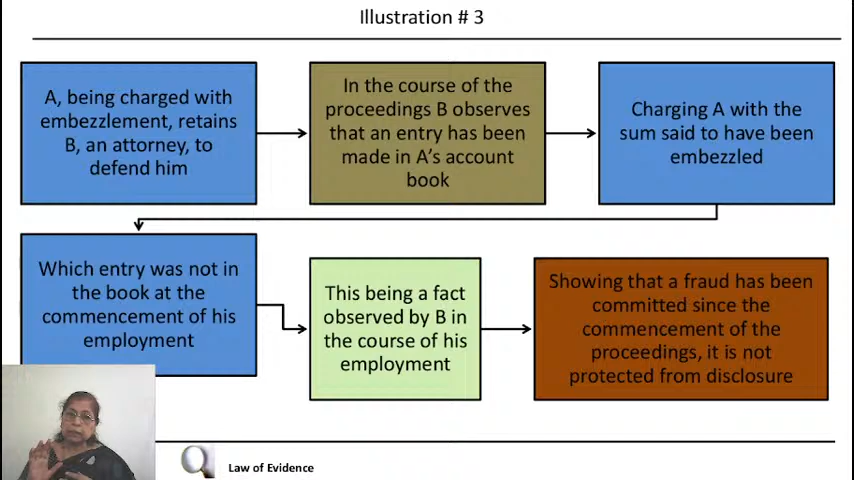 Illustration # 3
A, being charged with
embezzlement, retains
B, an attorney, to
defend him
In the course of the
proceedings B observes
that an entry has been
made in A's account
book
Charging A with the
sum said to have been
embezzled
Which entry was not in
the book at the
commencement of his
employment
This being a fact
observed by B in
the course of his
employment
Showing that a fraud has been
committed since the
commencement of the
proceedings, it is not
protected from disclosure
Law of Evidence